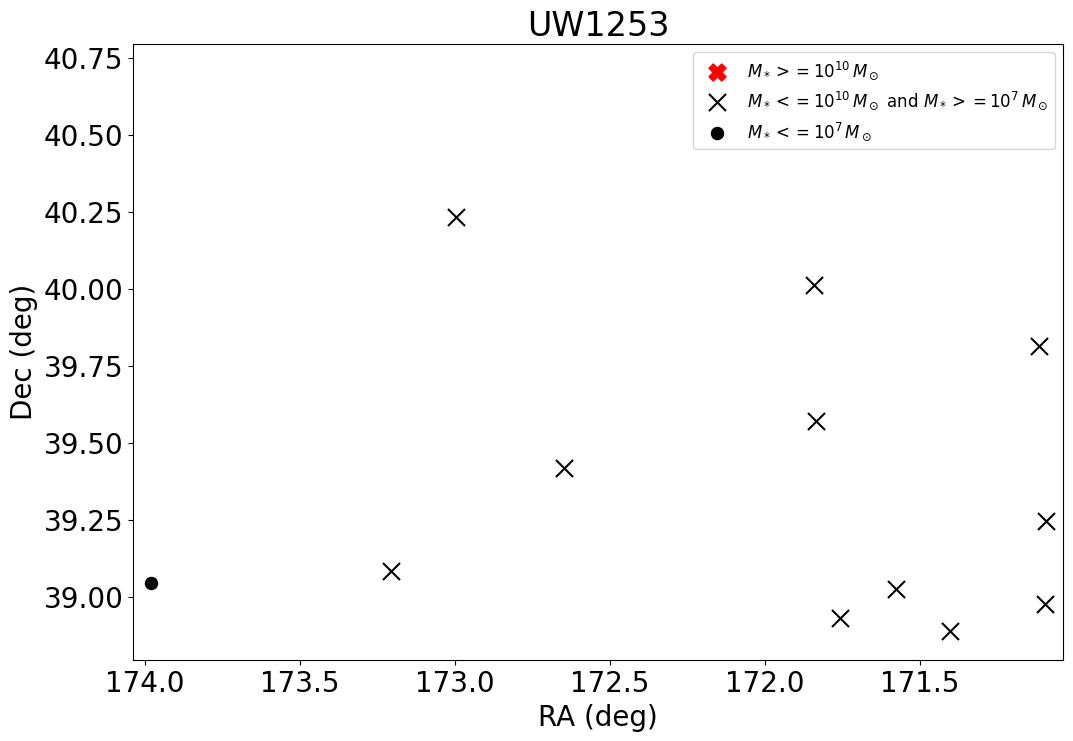 UW1253
M* >= 10^10 M⊙
M* <= 10^10 M⊙ and M* >= 10^7 M⊙
M* <= 10^7 M⊙
40.75
40.50
40.25
40.00
39.75
39.50
39.25
39.00
Dec (deg)
174.0 173.5 173.0 172.5 172.0 171.5
RA (deg)